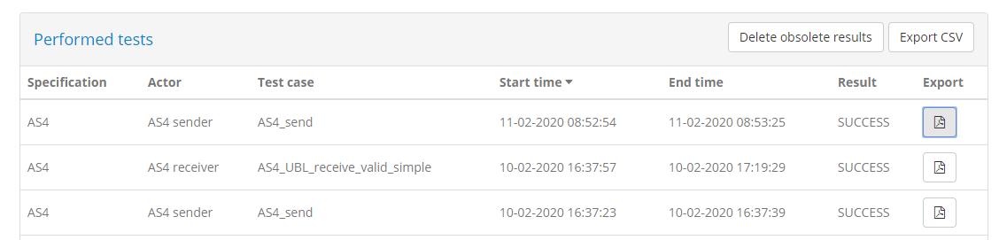 Performed tests Delete obsolete results Export CSV
Specification Actor Test case Start time End time Result Export
AS4 AS4 sender AS4_send 11-02-2020 08:52:54 11-02-2020 08:53:25 SUCCESS
AS4 AS4 receiver AS4_UBL_receive_valid_simple 10-02-2020 16:37:57 10-02-2020 17:19:29 SUCCESS
AS4 AS4 sender AS4_send 10-02-2020 16:37:23 10-02-2020 16:37:39 SUCCESS